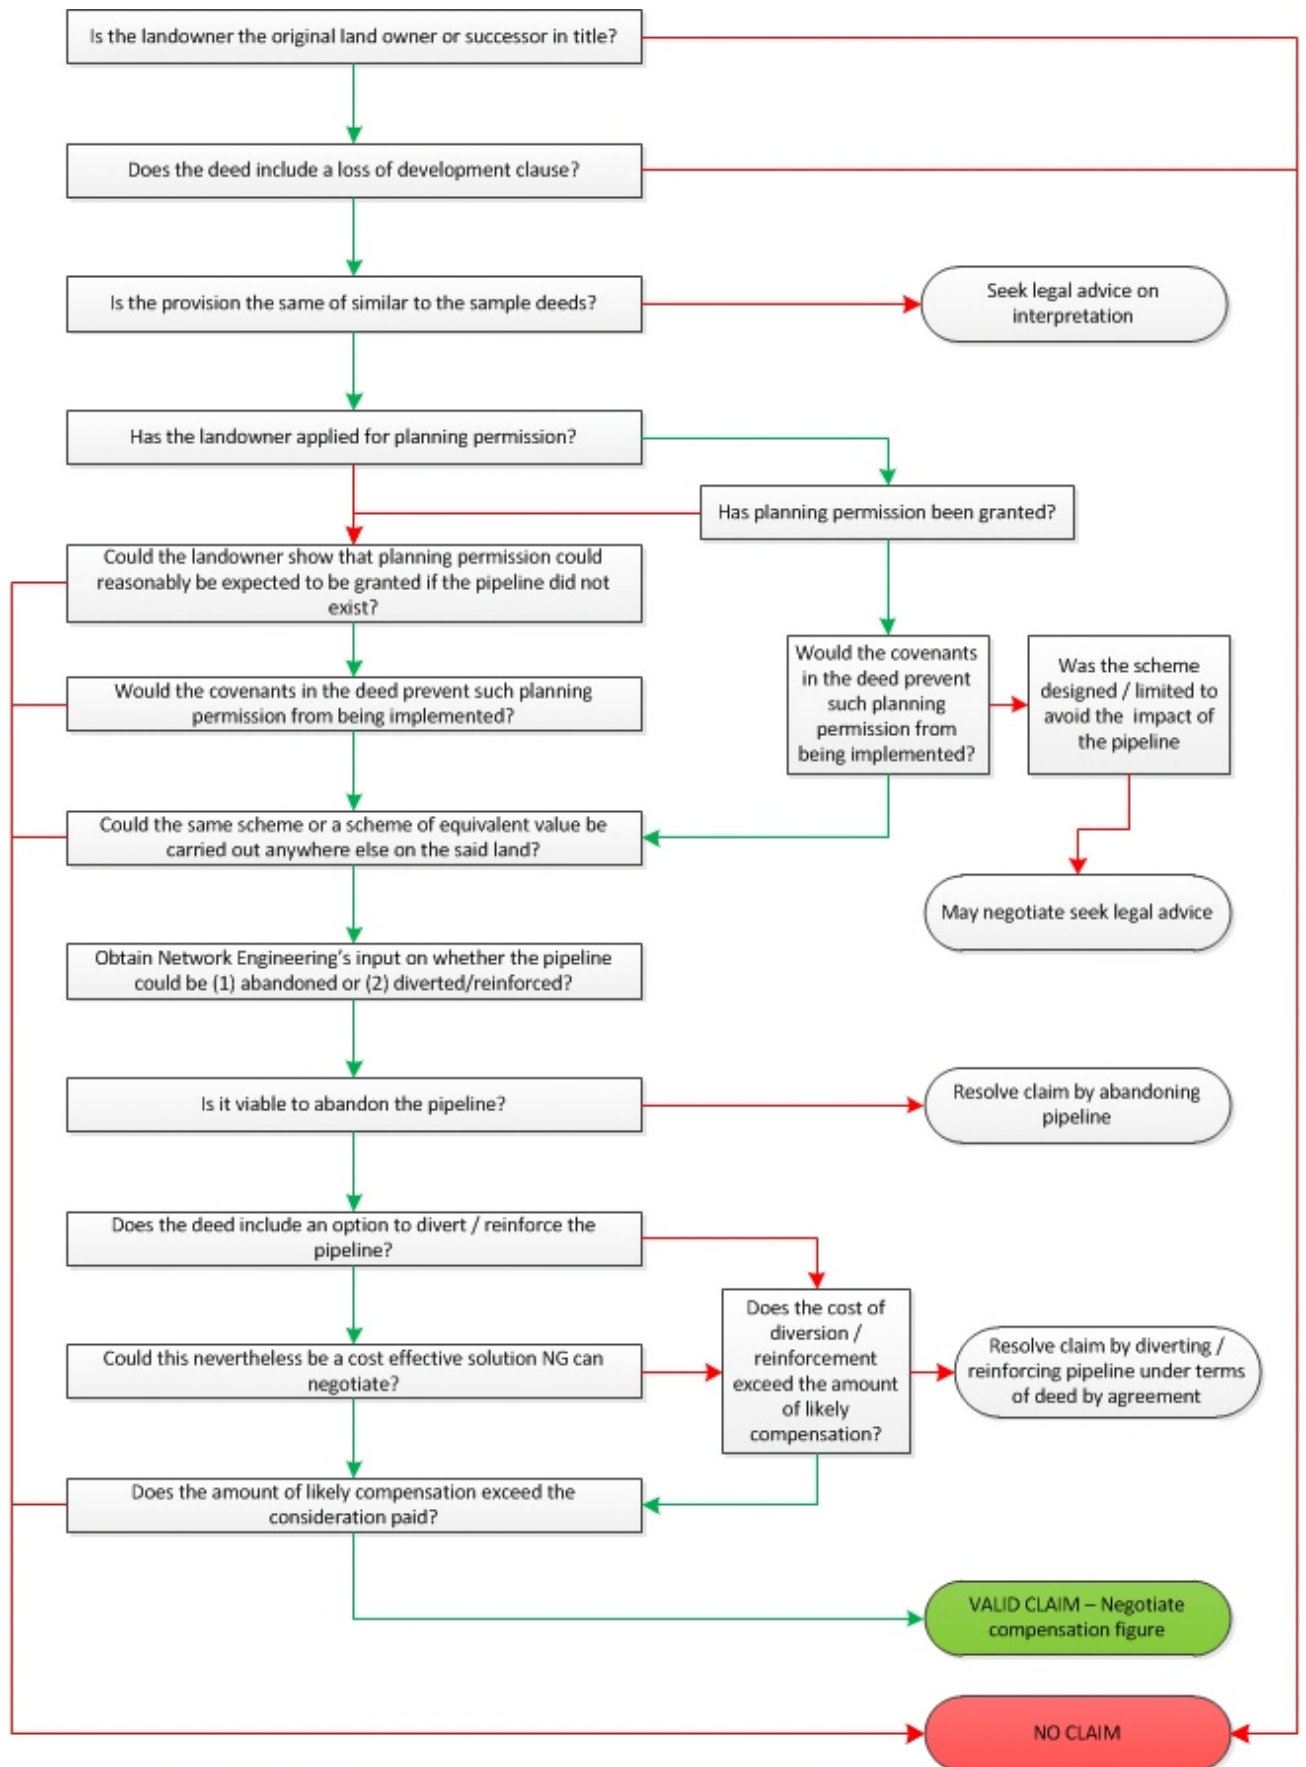 Is the landowner the original land owner or successor in title?
Does the deed include a loss of development clause?
Is the provision the same of similar to the sample deeds?
Seek legal advice on
interpretation
Has the landowner applied for planning permission?
Has planning permission been granted?
Could the landowner show that planning permission could
reasonably be expected to be granted if the pipeline did not
exist?
Would the covenants
in the deed prevent
such planning
permission from
being implemented?
Was the scheme
designed / limited to
avoid the impact of
the pipeline
Would the covenants in the deed prevent such planning
permission from being implemented?
Could the same scheme or a scheme of equivalent value be
carried out anywhere else on the said land?
May negotiate seek legal advice
Obtain Network Engineering's input on whether the pipeline
could be (1) abandoned or (2) diverted/reinforced?
Is it viable to abandon the pipeline?
Resolve claim by abandoning
pipeline
Does the deed include an option to divert / reinforce the
pipeline?
Does the cost of
diversion /
reinforcement
exceed the amount
of likely
compensation?
Could this nevertheless be a cost effective solution NG can
negotiate?
Resolve claim by diverting /
reinforcing pipeline under terms
of deed by agreement
Does the amount of likely compensation exceed the
consideration paid?
VALID CLAIM – Negotiate
compensation figure
NO CLAIM